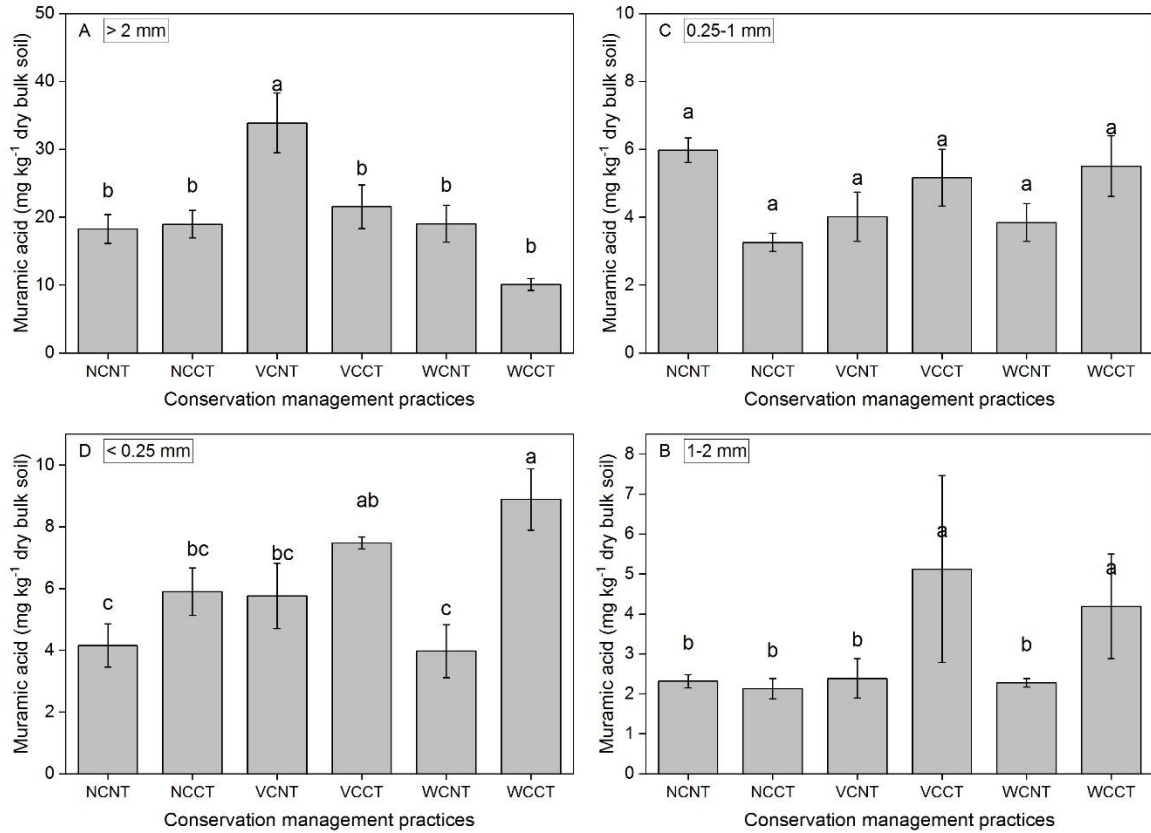 A > 2 mm
Muramic acid (mg kg⁻¹ dry bulk soil)
50
40
30
20
10
0
b
b
a
b
b
b
NCNT NCCT VCNT VCCT WCNT WCCT
Conservation management practices
C 0.25-1 mm
Muramic acid (mg kg⁻¹ dry bulk soil)
10
8
6
4
2
0
a
a
a
a
a
a
NCNT NCCT VCNT VCCT WCNT WCCT
Conservation management practices
D < 0.25 mm
Muramic acid (mg kg⁻¹ dry bulk soil)
10
8
6
4
2
0
c
bc
bc
ab
c
a
NCNT NCCT VCNT VCCT WCNT WCCT
Conservation management practices
B 1-2 mm
Muramic acid (mg kg⁻¹ dry bulk soil)
8
7
6
5
4
3
2
1
0
b
b
b
a
b
a
NCNT NCCT VCNT VCCT WCNT WCCT
Conservation management practices